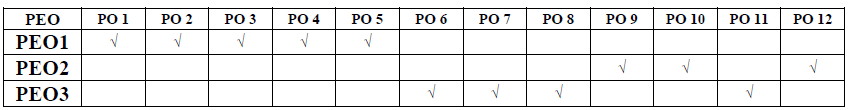 PEO PO 1 PO 2 PO 3 PO 4 PO 5 PO 6 PO 7 PO 8 PO 9 PO 10 PO 11 PO 12
PEO1 √ √ √ √ √
PEO2 √ √ √
PEO3 √ √ √ √